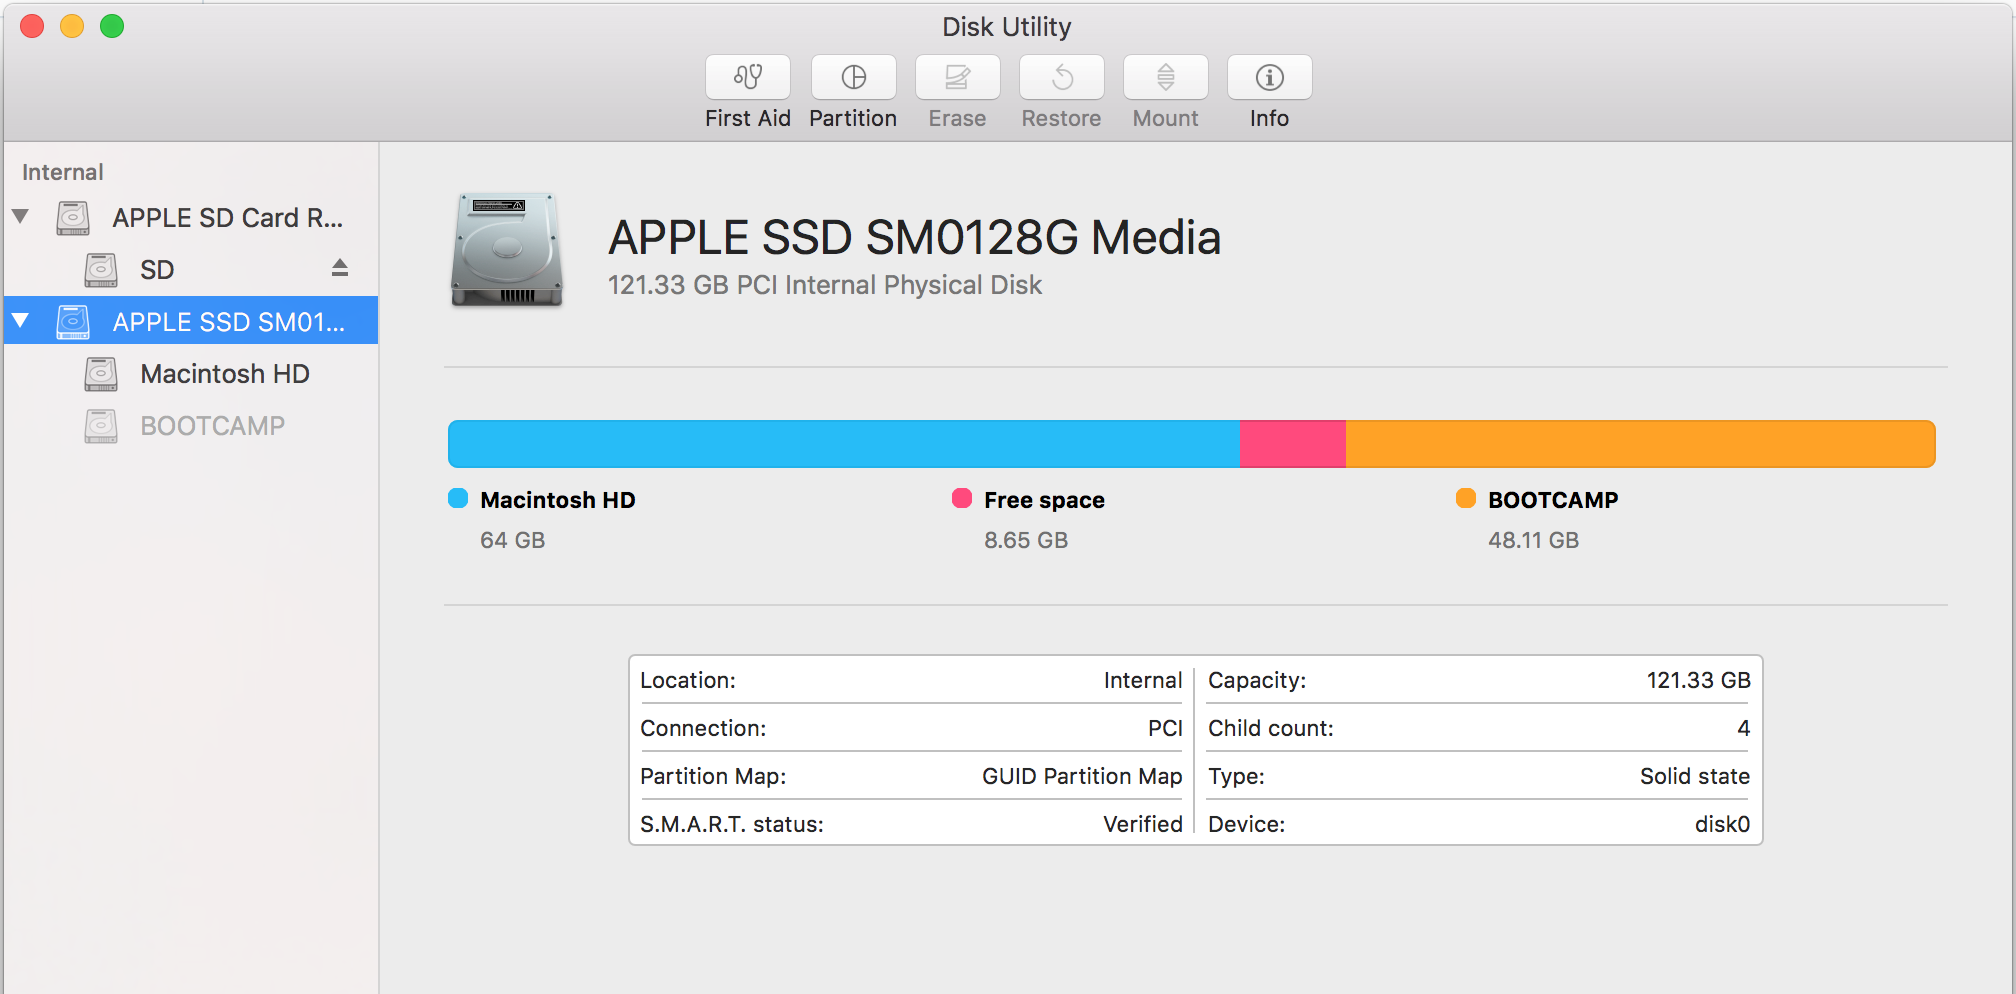 Disk Utility
First Aid
Partition
Erase
Restore
Mount
Info
Internal
APPLE SD Card R...
SD
APPLE SSD SM01...
Macintosh HD
BOOTCAMP
APPLE SSD SM0128G Media
121.33 GB PCI Internal Physical Disk
Macintosh HD
64 GB
Free space
8.65 GB
BOOTCAMP
48.11 GB
Location: Internal
Connection: PCI
Partition Map: GUID Partition Map
S.M.A.R.T. status: Verified
Capacity: 121.33 GB
Child count: 4
Type: Solid state
Device: disk0